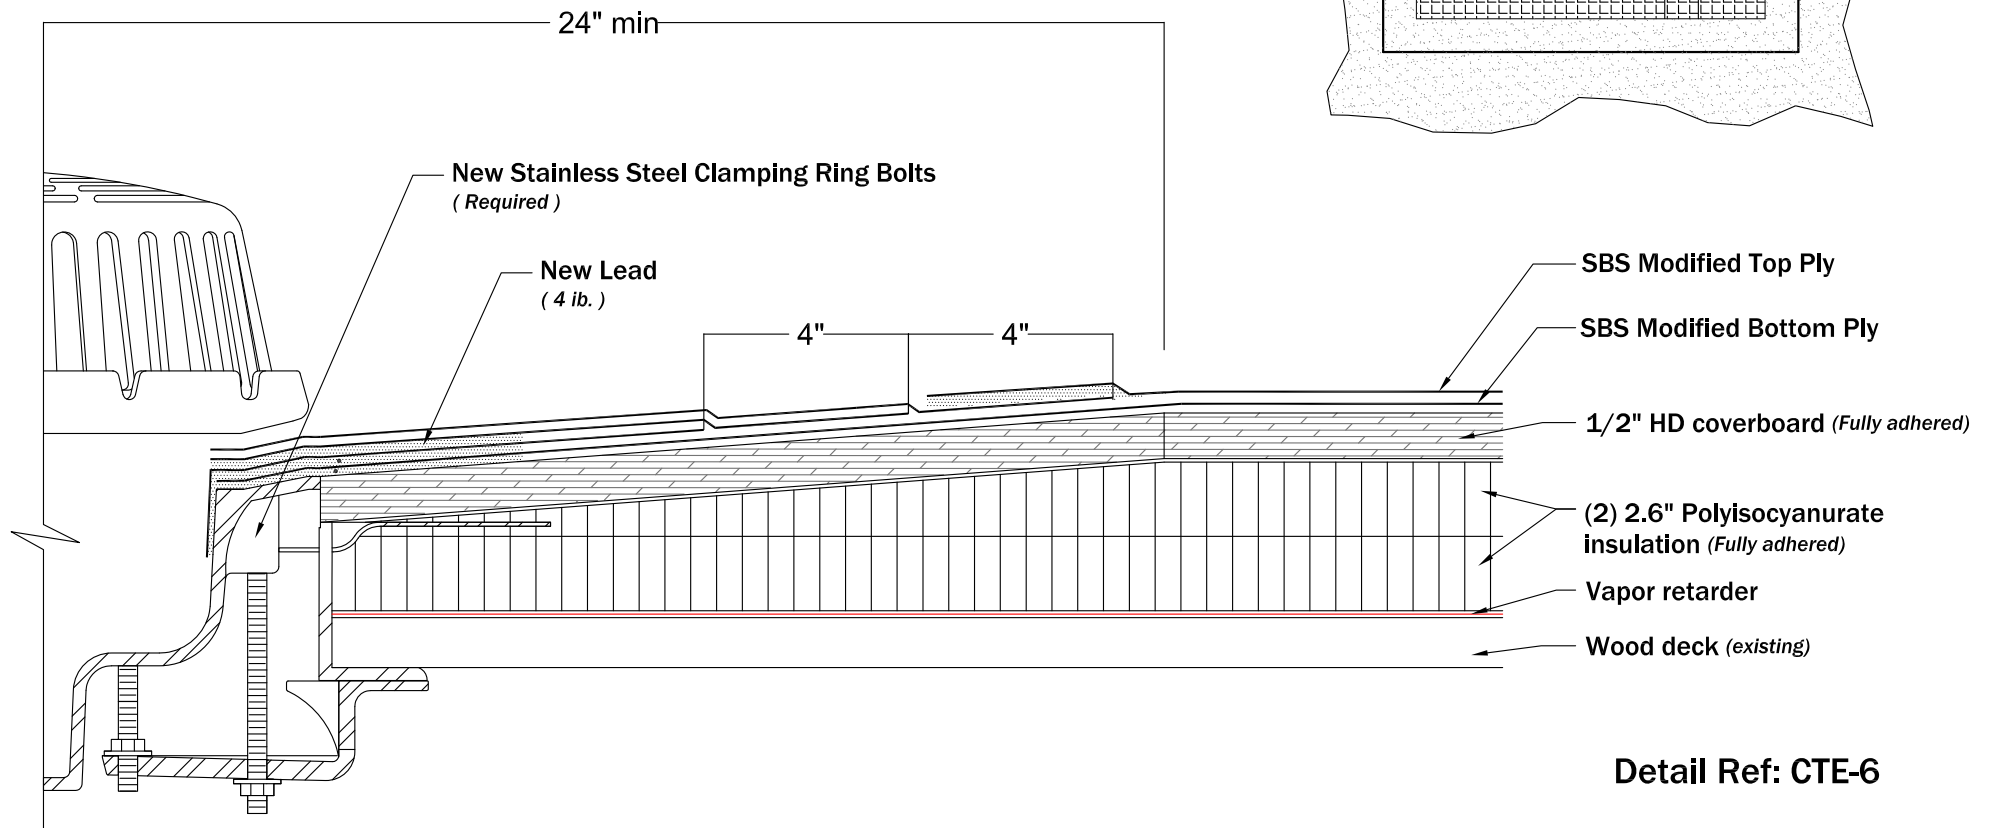 24" min
New Stainless Steel Clamping Ring Bolts
( Required )
New Lead
( 4 ib. )
4"
4"
SBS Modified Top Ply
SBS Modified Bottom Ply
1/2" HD coverboard (Fully adhered)
(2) 2.6" Polyisocyanurate
insulation (Fully adhered)
Vapor retarder
Wood deck (existing)
Detail Ref: CTE-6